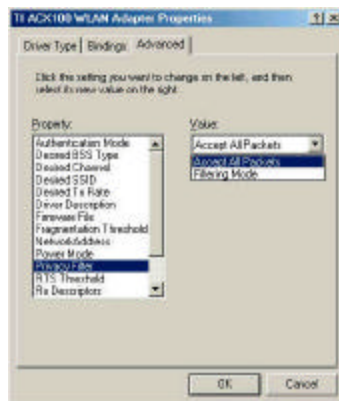 TI ACX100 WLAN Adapter Properties
Driver Type
Bindings
Advanced
Click the setting you want to change on the left, and then
select its new value on the right.
Property:
Authentication Mode
Desired BSS Type
Desired Channel
Desired SSID
Desired Tx Rate
Driver Description
Firmware File
Fragmentation Threshold
NetworkAddress
Power Mode
Privacy Filter
RTS Threshold
Rx Descriptors
Value:
Accept All Packets
Accept All Packets
Filtering Mode
OK
Cancel